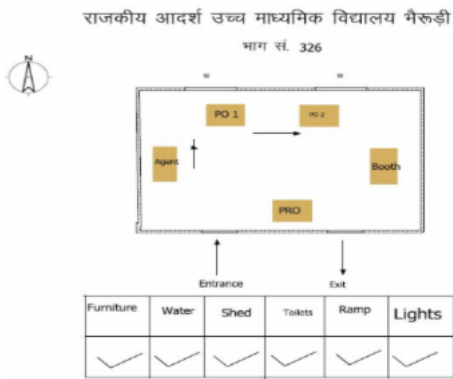 राजकीय आदर्श उच्च माध्यमिक विद्यालय भैरूड़ी
भाग सं. 326
N
PO 1
PO 2
Agent
Booth
PRO
Entrance
Exit
Furniture Water Shed Toilets Ramp Lights